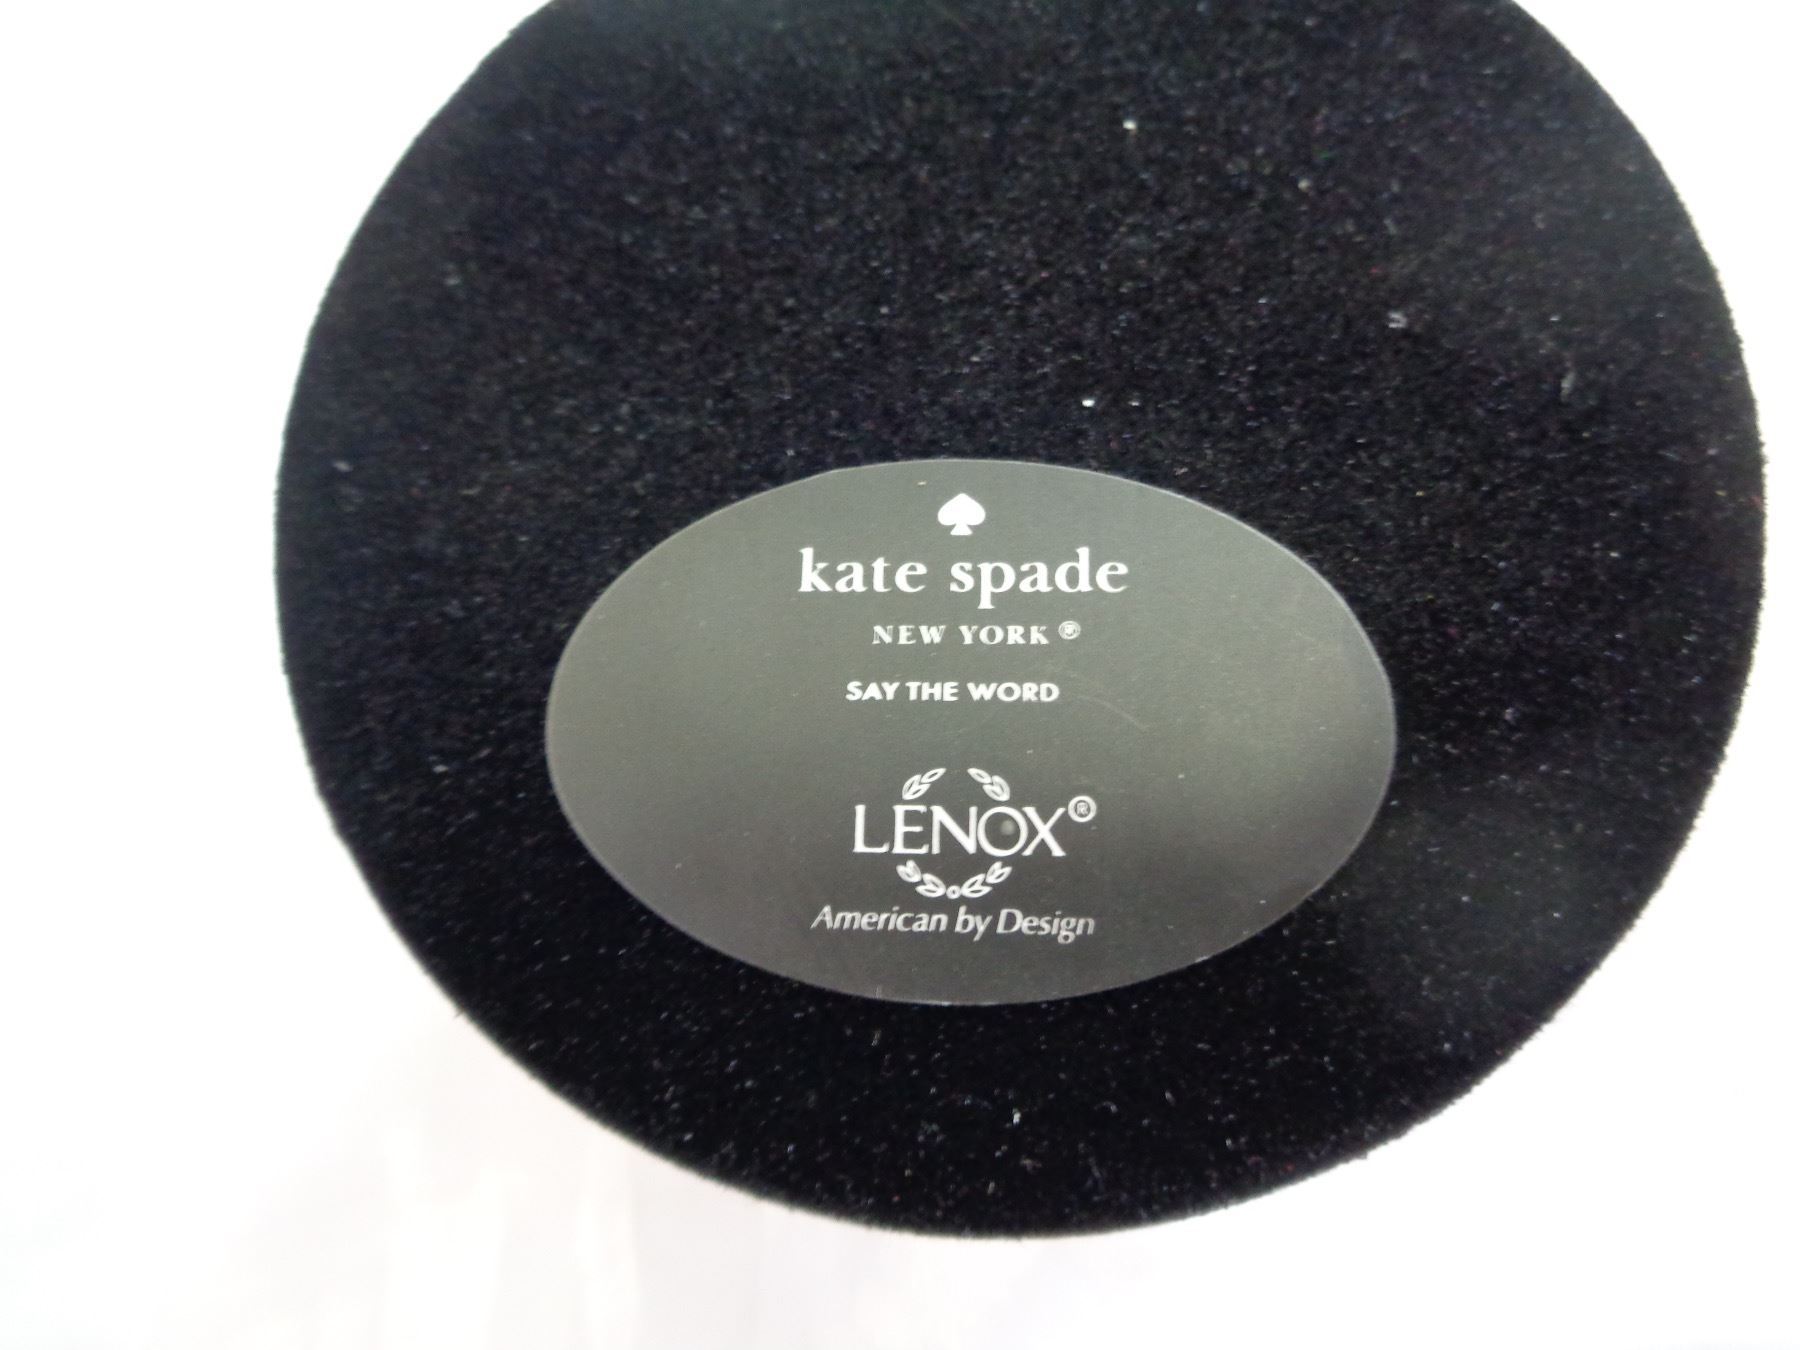 kate spade
NEW YORK ®
SAY THE WORD
LENOX®
American by Design